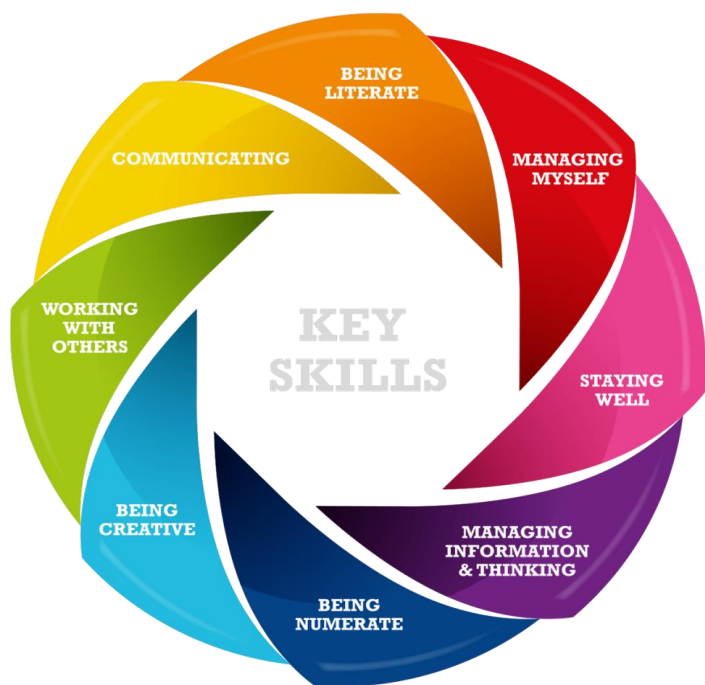 KEY
SKILLS
BEING
LITERATE
MANAGING
MYSELF
STAYING
WELL
MANAGING
INFORMATION
& THINKING
BEING
NUMERATE
BEING
CREATIVE
WORKING
WITH
OTHERS
COMMUNICATING